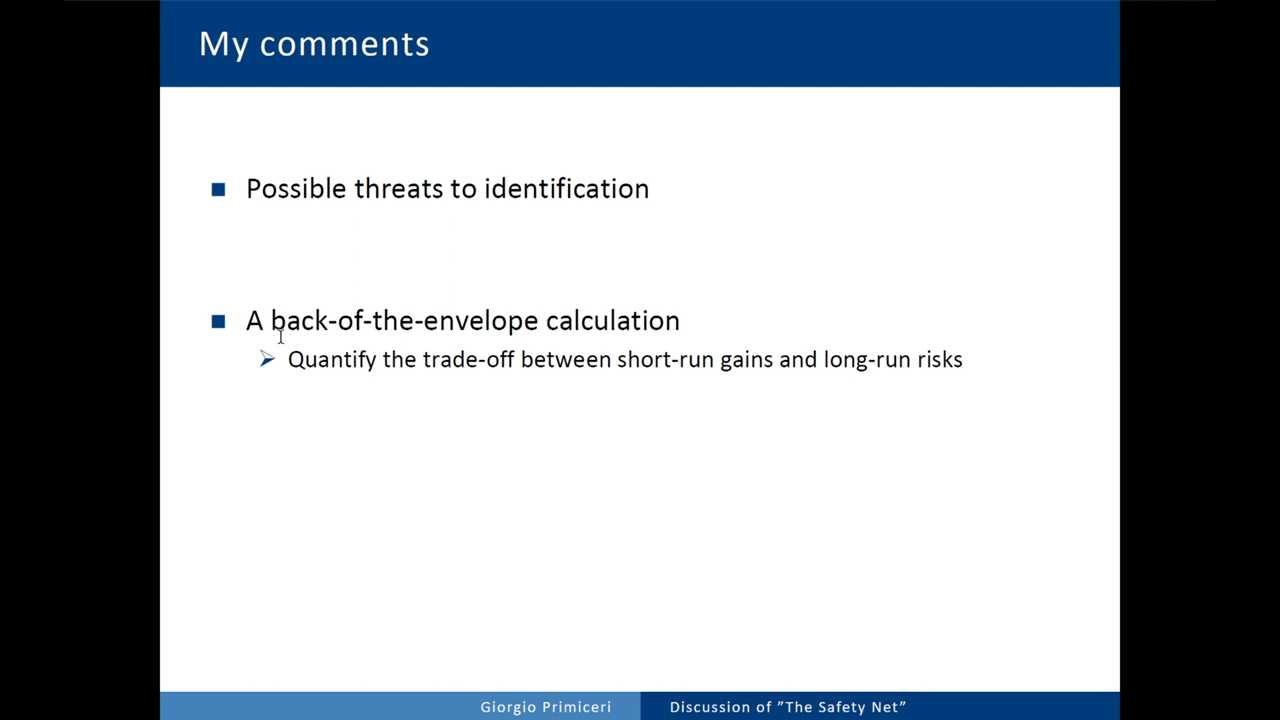 My comments
Possible threats to identification
A back-of-the-envelope calculation
Quantify the trade-off between short-run gains and long-run risks
Giorgio Primiceri
Discussion of ”The Safety Net”